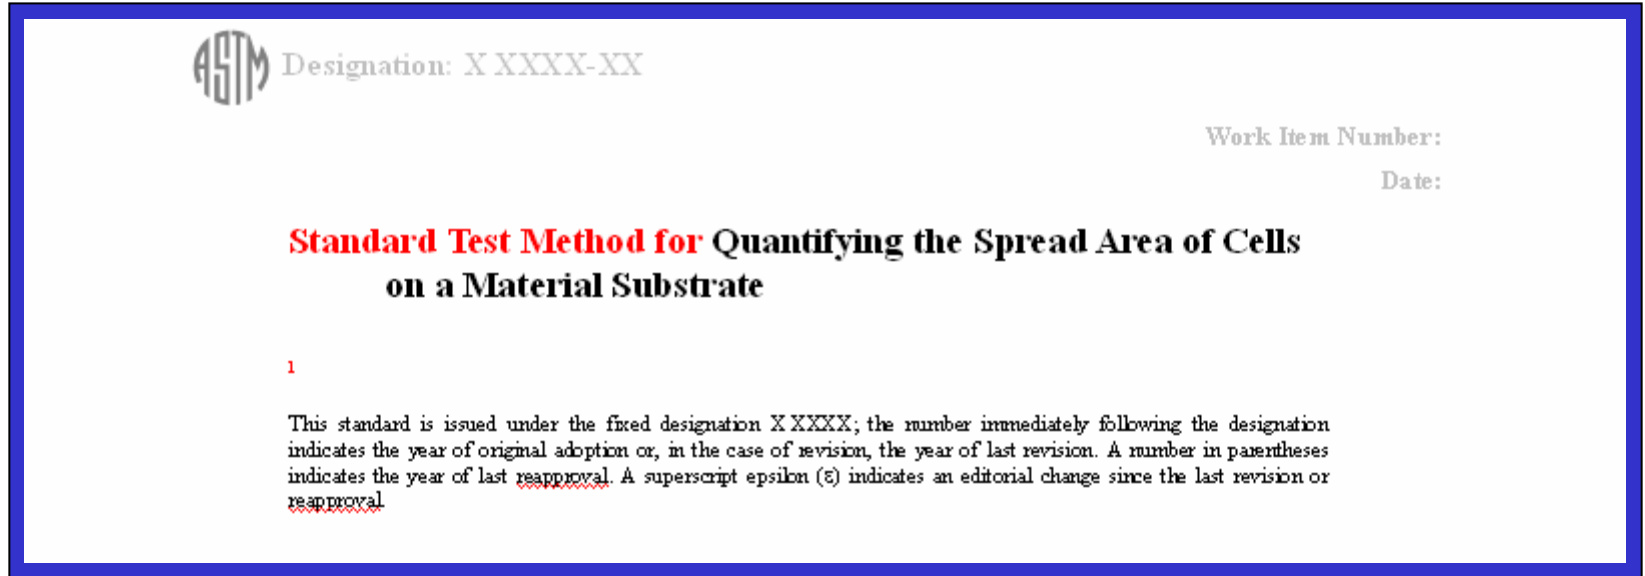 ASTM Designation: X XXXX-XX
Work Item Number:
Date:
Standard Test Method for Quantifying the Spread Area of Cells
on a Material Substrate
1
This standard is issued under the fixed designation X XXXX; the number immediately following the designation
indicates the year of original adoption or, in the case of revision, the year of last revision. A number in parentheses
indicates the year of last reapproval. A superscript epsilon (ε) indicates an editorial change since the last revision or
reapproval.